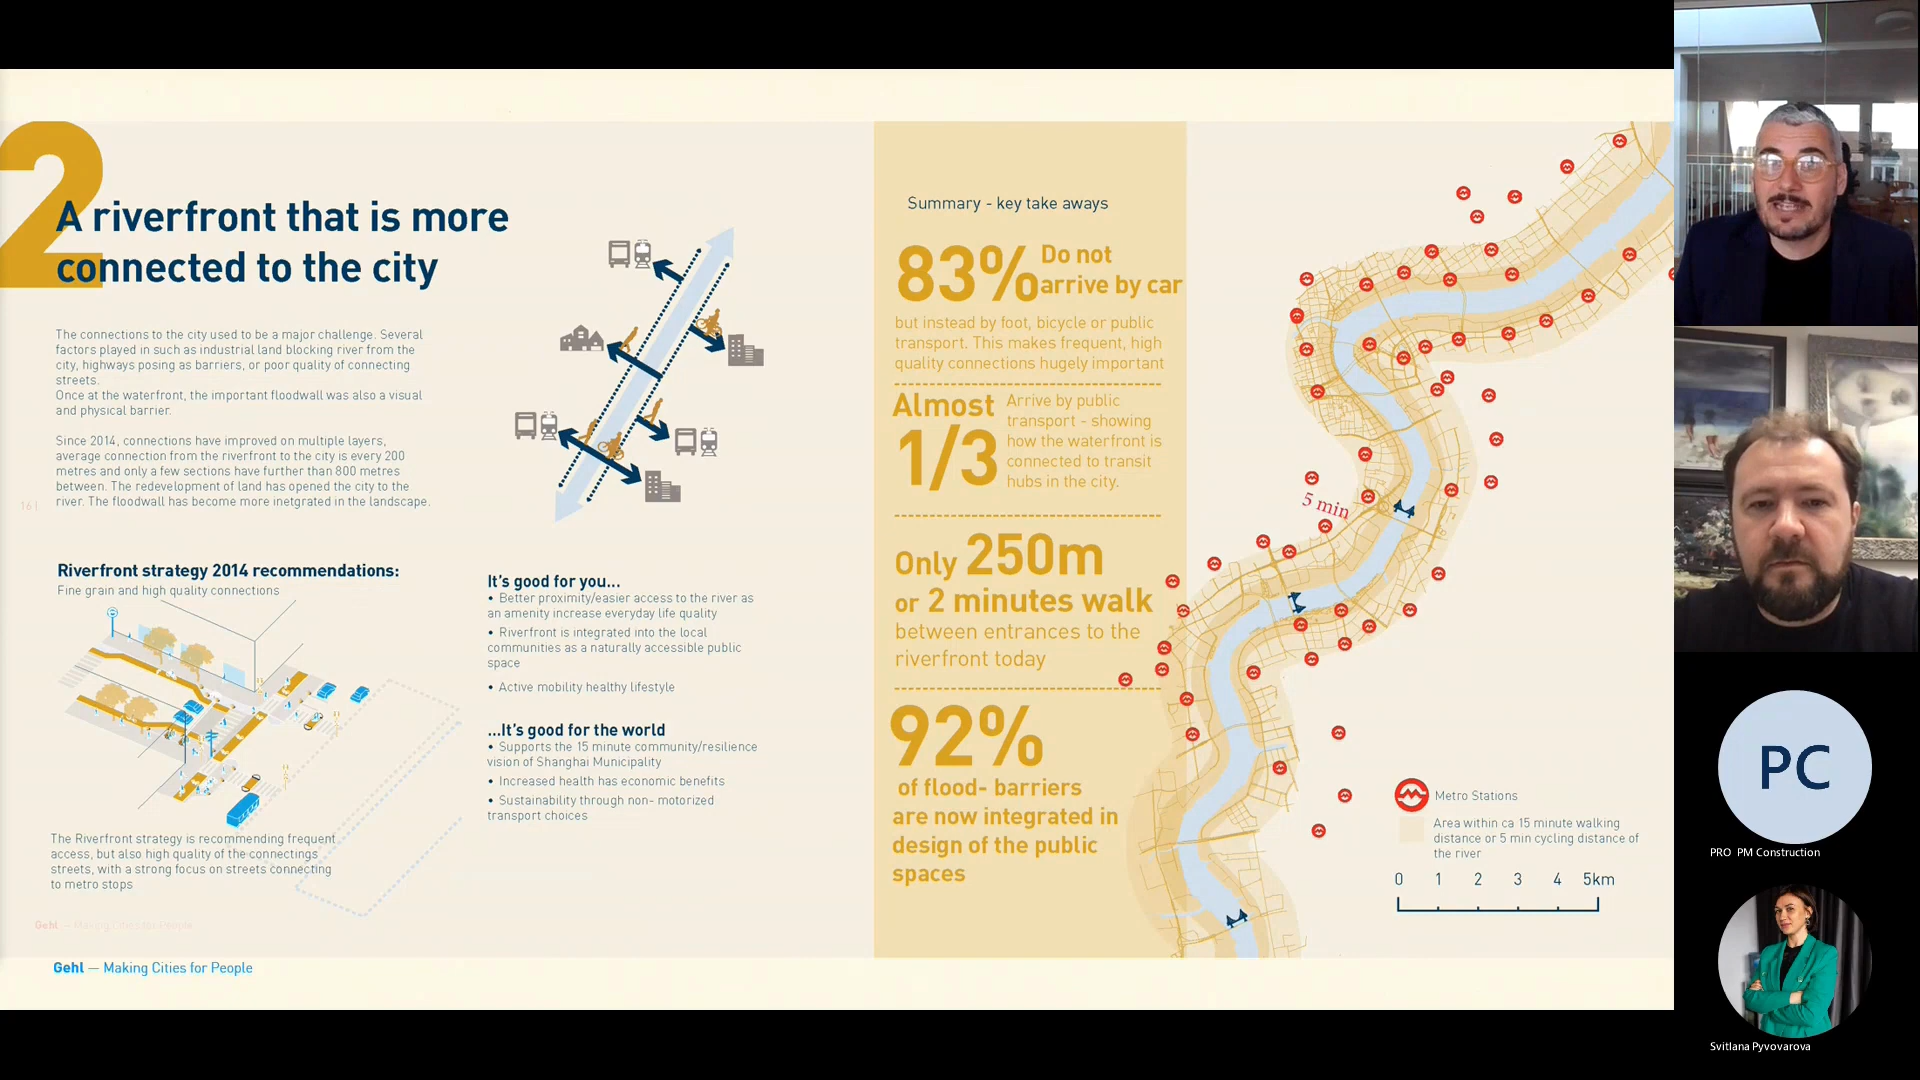 2
A riverfront that is more
connected to the city
The connections to the city used to be a major challenge. Several
factors played in such as industrial land blocking river from the
city, highways posing as barriers, or poor quality of connecting
streets.
Once at the waterfront, the important floodwall was also a visual
and physical barrier.
Since 2014, connections have improved on multiple layers,
average connection from the riverfront to the city is every 200
metres and only a few sections have further than 800 metres
between. The redevelopment of land has opened the city to the
river. The floodwall has become more inetgrated in the landscape.
16 |
Riverfront strategy 2014 recommendations:
Fine grain and high quality connections
The Riverfront strategy is recommending frequent
access, but also high quality of the connectings
streets, with a strong focus on streets connecting
to metro stops
Gehl — Making Cities for People
Gehl — Making Cities for People
It's good for you...
• Better proximity/easier access to the river as
an amenity increase everyday life quality
• Riverfront is integrated into the local
communities as a naturally accessible public
space
• Active mobility healthy lifestyle
...It's good for the world
• Supports the 15 minute community/resilience
vision of Shanghai Municipality
• Increased health has economic benefits
• Sustainability through non- motorized
transport choices
Summary - key take aways
83% Do not
arrive by car
but instead by foot, bicycle or public
transport. This makes frequent, high
quality connections hugely important
Almost
1/3
Arrive by public
transport - showing
how the waterfront is
connected to transit
hubs in the city.
Only 250m
or 2 minutes walk
between entrances to the
riverfront today
92%
of flood- barriers
are now integrated in
design of the public
spaces
5 min
Metro Stations
Area within ca 15 minute walking
distance or 5 min cycling distance of
the river
0 1 2 3 4 5km
PC
PRO PM Construction
Svitlana Pyvovarova